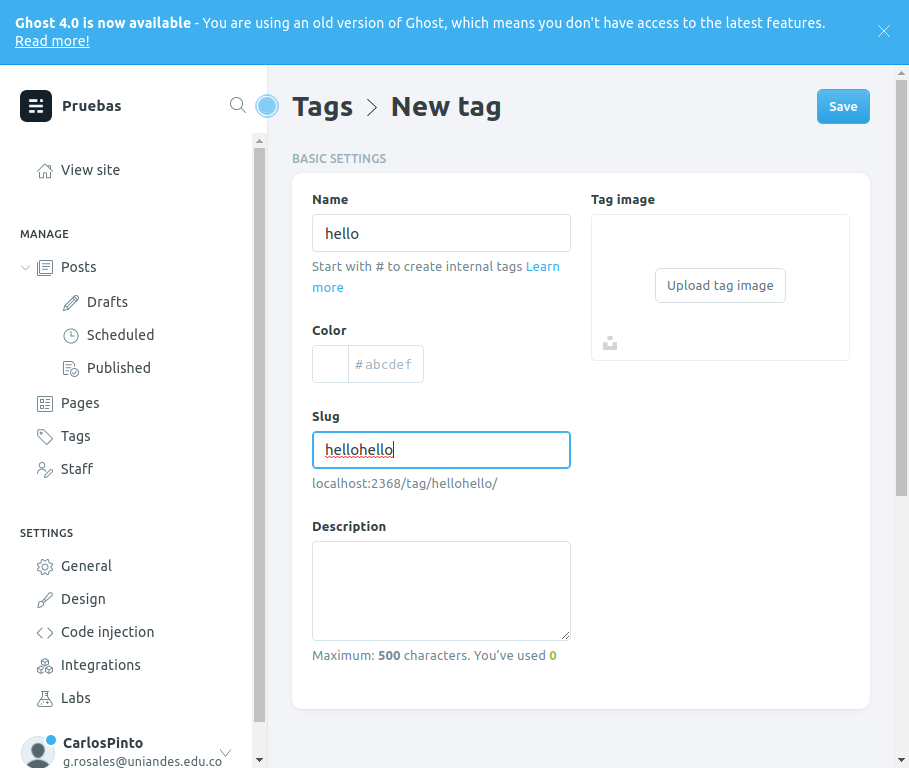 Ghost 4.0 is now available - You are using an old version of Ghost, which means you don't have access to the latest features.
Read more!
Pruebas
View site
MANAGE
Posts
Drafts
Scheduled
Published
Pages
Tags
Staff
SETTINGS
General
Design
Code injection
Integrations
Labs
CarlosPinto
g.rosales@uniandes.edu.co
Tags > New tag
Save
BASIC SETTINGS
Name
hello
Start with # to create internal tags Learn
more
Color
#abcdef
Slug
hellohello
localhost:2368/tag/hellohello/
Description
Maximum: 500 characters. You’ve used 0
Tag image
Upload tag image